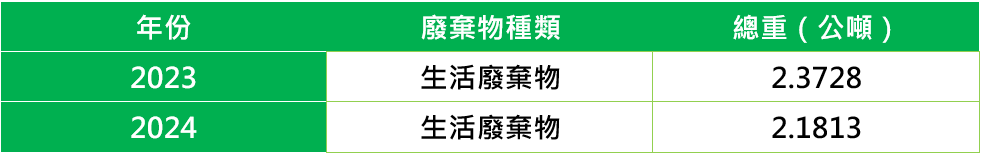 年份 廢棄物種類 總重（公噸）
2023 生活廢棄物 2.3728
2024 生活廢棄物 2.1813